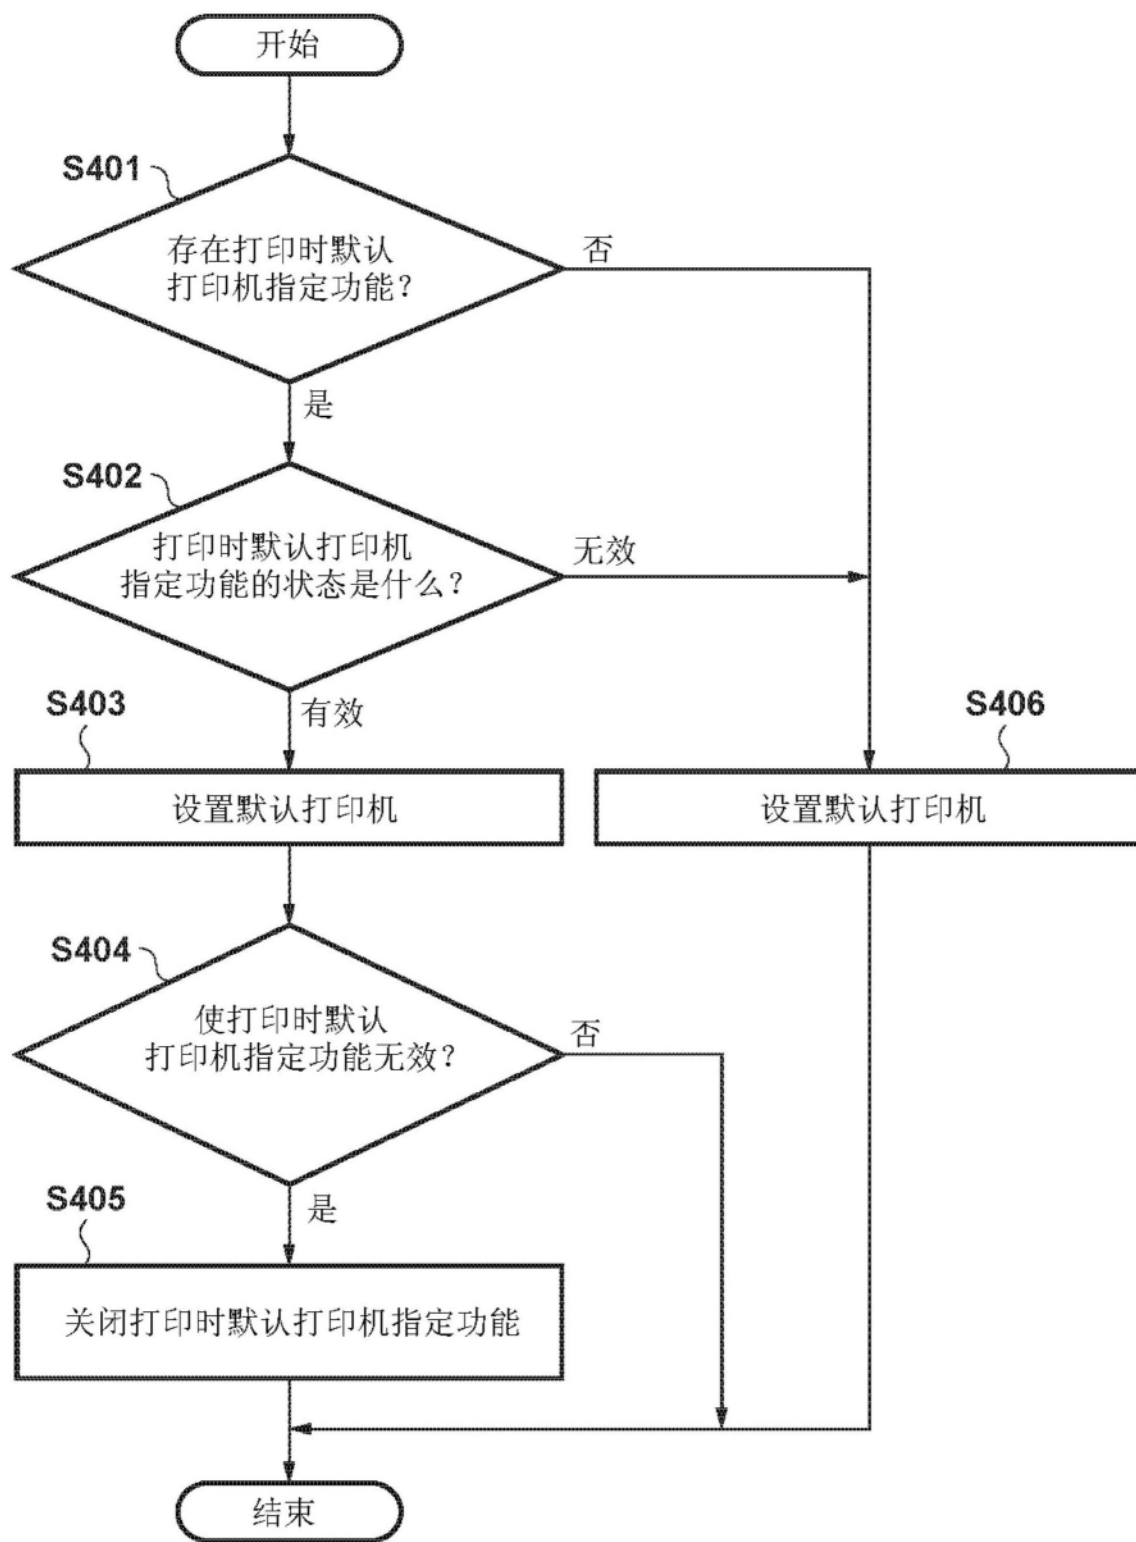 开始
S401
存在打印时默认
打印机指定功能？
否
是
S402
打印时默认打印机
指定功能的状态是什么？
无效
有效
S403
设置默认打印机
S406
设置默认打印机
S404
使打印时默认
打印机指定功能无效？
否
是
S405
关闭打印时默认打印机指定功能
结束